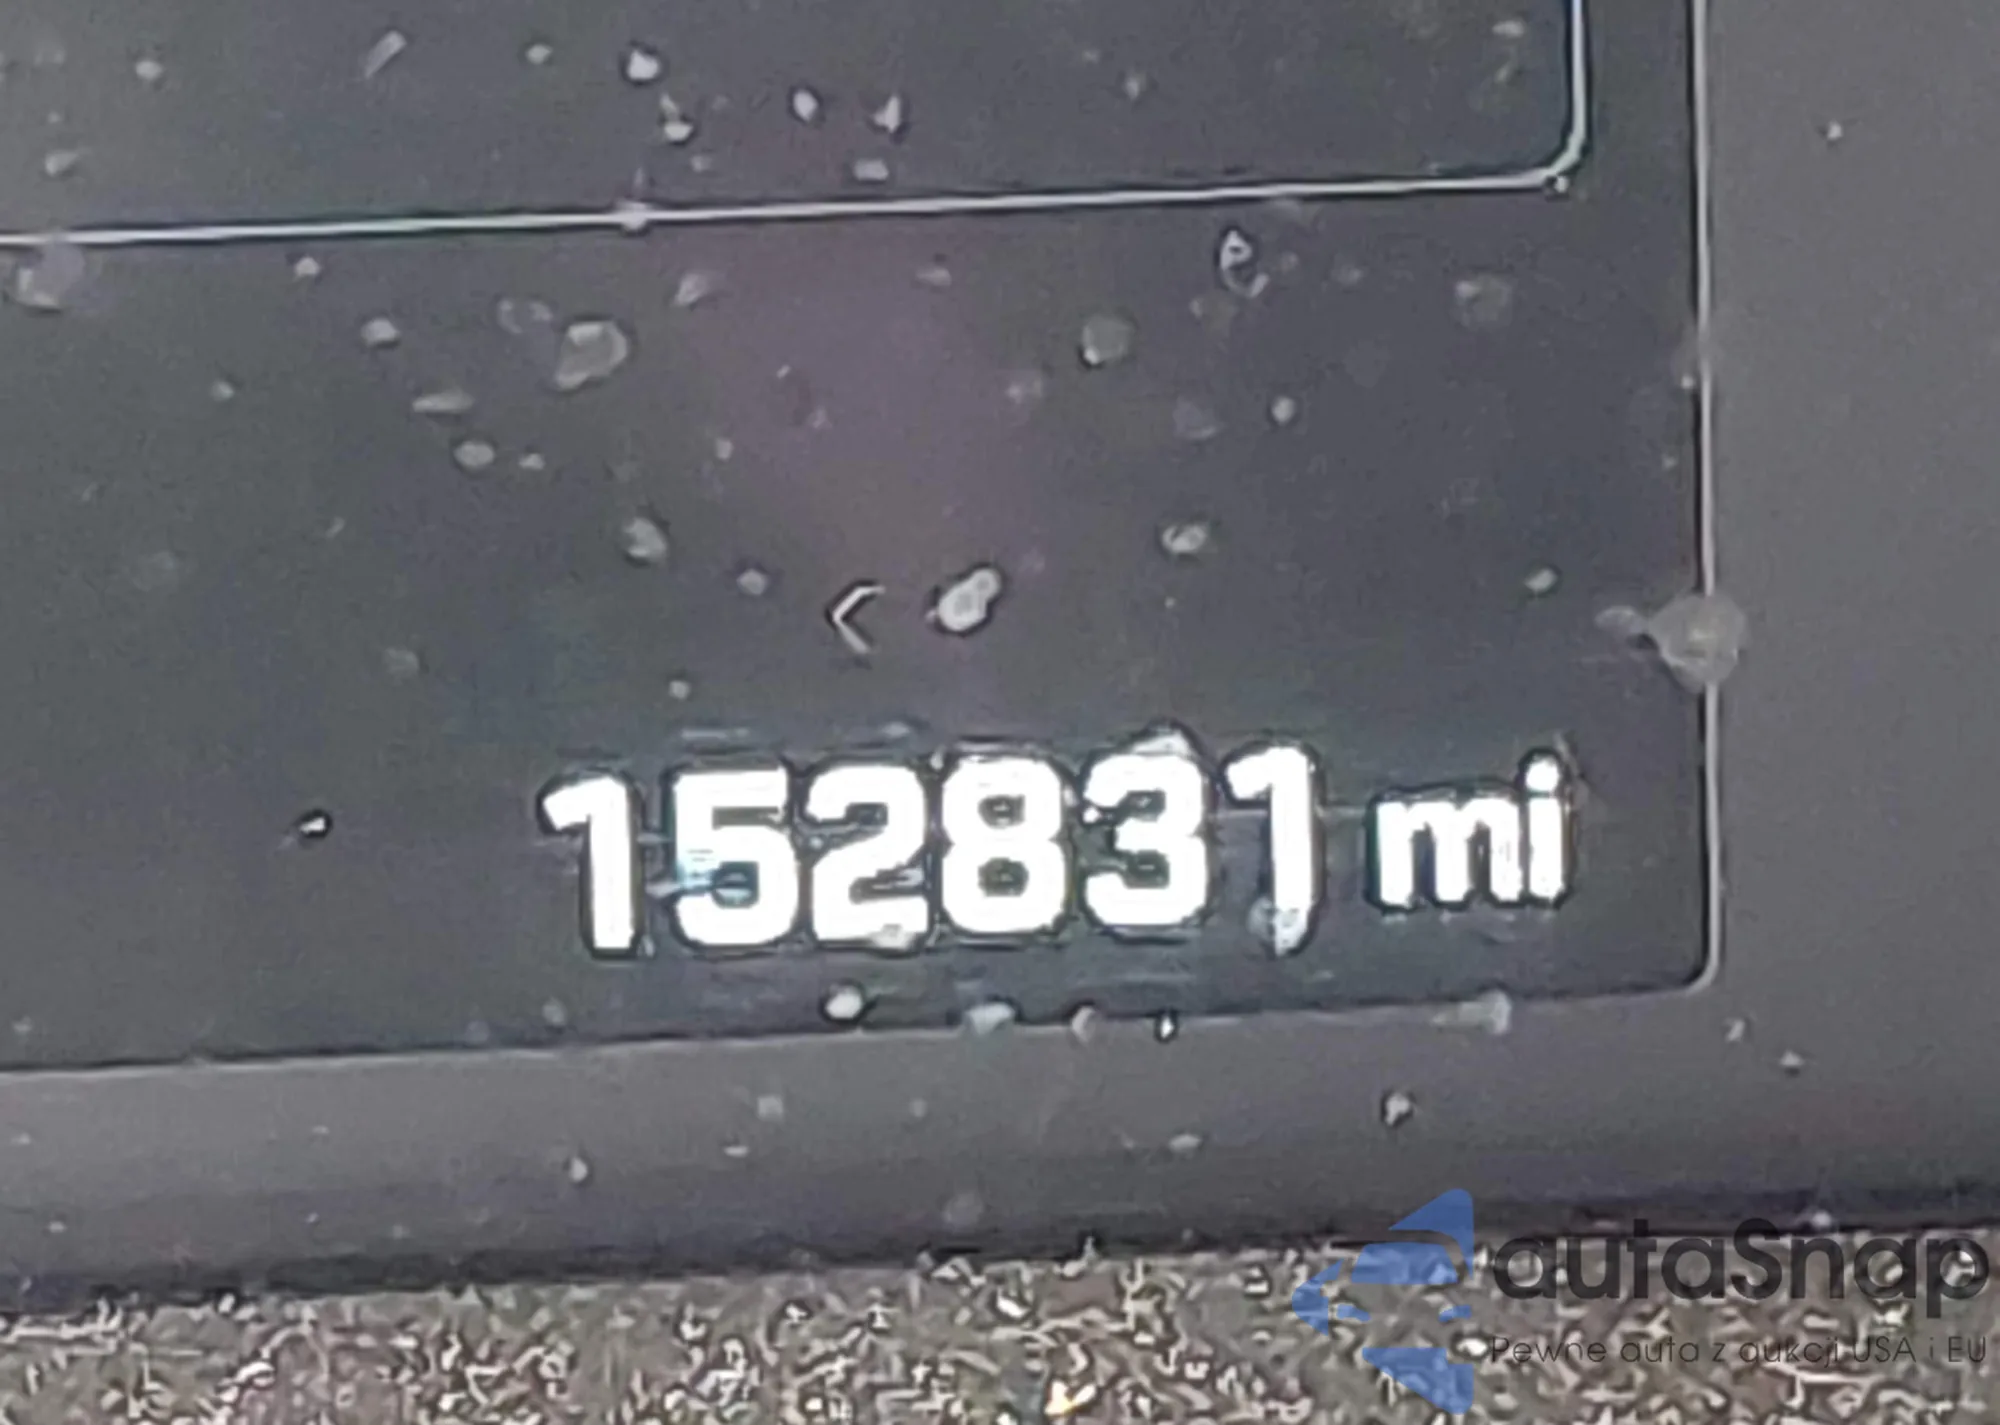 152831 mi
autaSnap
Pewne auta z aukcji USA i EU